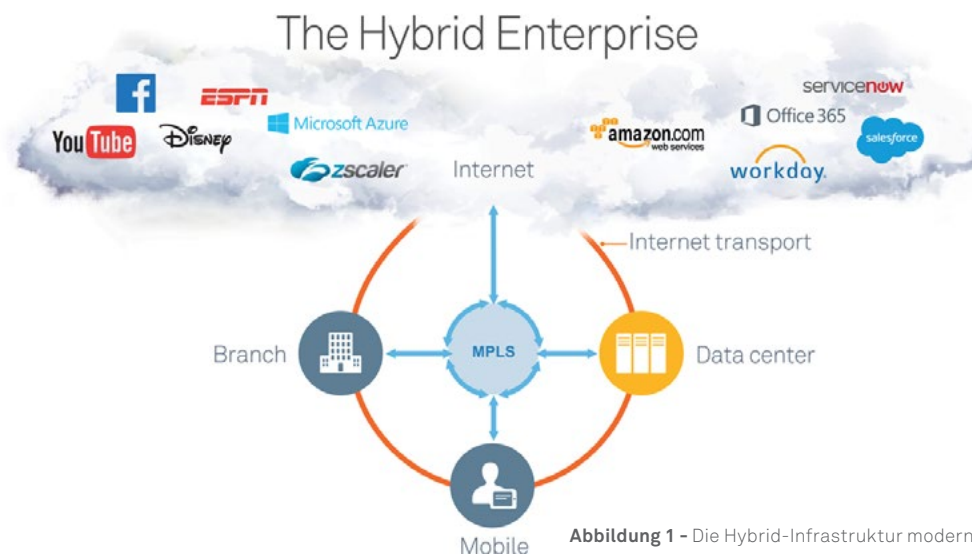 The Hybrid Enterprise
f
ESPN
YouTube
Disney
Microsoft Azure
zscaler
Internet
amazon.com
web services
servicenow
Office 365
salesforce
workday.
Internet transport
Branch
MPLS
Data center
Mobile
Abbildung 1 - Die Hybrid-Infrastruktur modern